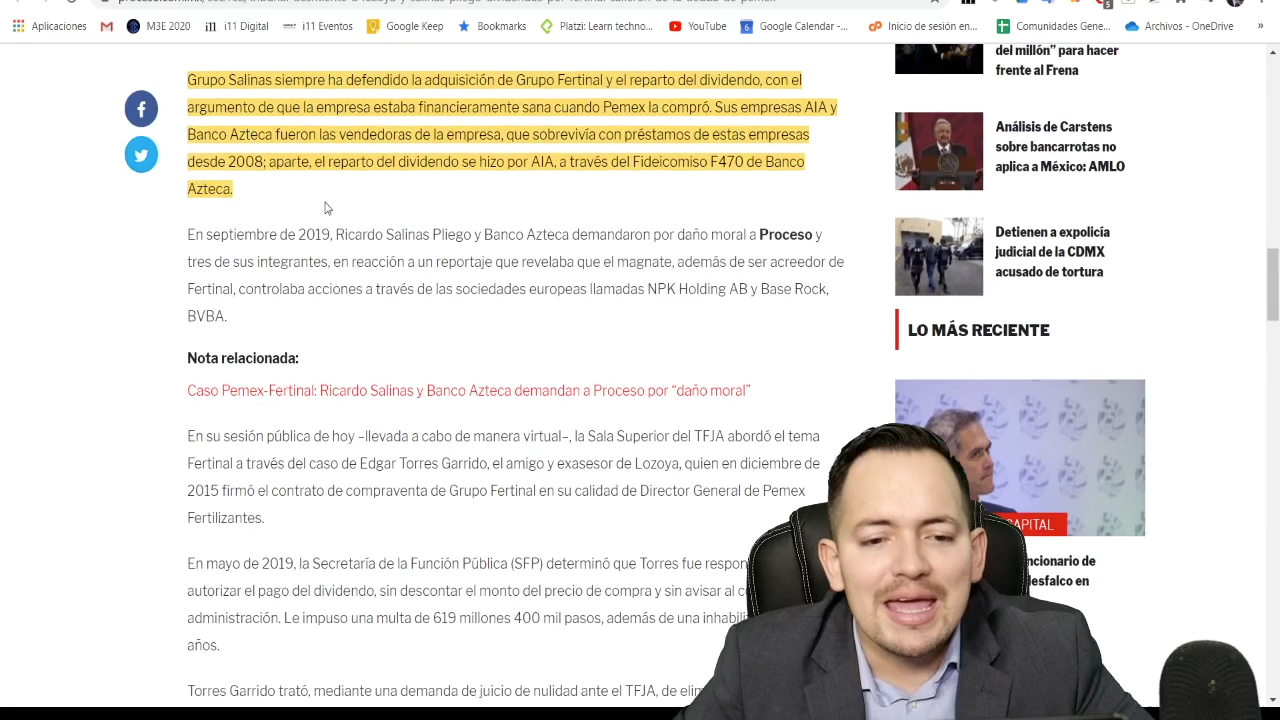 Aplicaciones
M3E 2020
i11 Digital
i11 Eventos
Google Keep
Bookmarks
Platzi: Learn techno...
YouTube
Google Calendar -...
Inicio de sesión en...
Comunidades Gene...
Archivos - OneDrive
»
Grupo Salinas siempre ha defendido la adquisición de Grupo Fertinal y el reparto del dividendo, con el
argumento de que la empresa estaba financieramente sana cuando Pemex la compró. Sus empresas AIA y
Banco Azteca fueron las vendedoras de la empresa, que sobrevivía con préstamos de estas empresas
desde 2008; aparte, el reparto del dividendo se hizo por AIA, a través del Fideicomiso F470 de Banco
Azteca.
En septiembre de 2019, Ricardo Salinas Pliego y Banco Azteca demandaron por daño moral a Proceso y
tres de sus integrantes, en reacción a un reportaje que revelaba que el magnate, además de ser acreedor de
Fertinal, controlaba acciones a través de las sociedades europeas llamadas NPK Holding AB y Base Rock,
BVBA.
Nota relacionada:
Caso Pemex-Fertinal: Ricardo Salinas y Banco Azteca demandan a Proceso por “daño moral”
En su sesión pública de hoy –llevada a cabo de manera virtual–, la Sala Superior del TFJA abordó el tema
Fertinal a través del caso de Edgar Torres Garrido, el amigo y exasesor de Lozoya, quien en diciembre de
2015 firmó el contrato de compraventa de Grupo Fertinal en su calidad de Director General de Pemex
Fertilizantes.
En mayo de 2019, la Secretaría de la Función Pública (SFP) determinó que Torres fue
autorizar el pago del dividendo, sin descontar el monto del precio de compra y sin avisar al
administración. Le impuso una multa de 619 millones 400 mil pasos, además de una
años.
Torres Garrido trató, mediante una demanda de juicio de nulidad ante el TFJA, de
del millón” para hacer
frente al Frena
Análisis de Carstens
sobre bancarrotas no
aplica a México: AMLO
Detienen a expolicía
judicial de la CDMX
acusado de tortura
LO MÁS RECIENTE